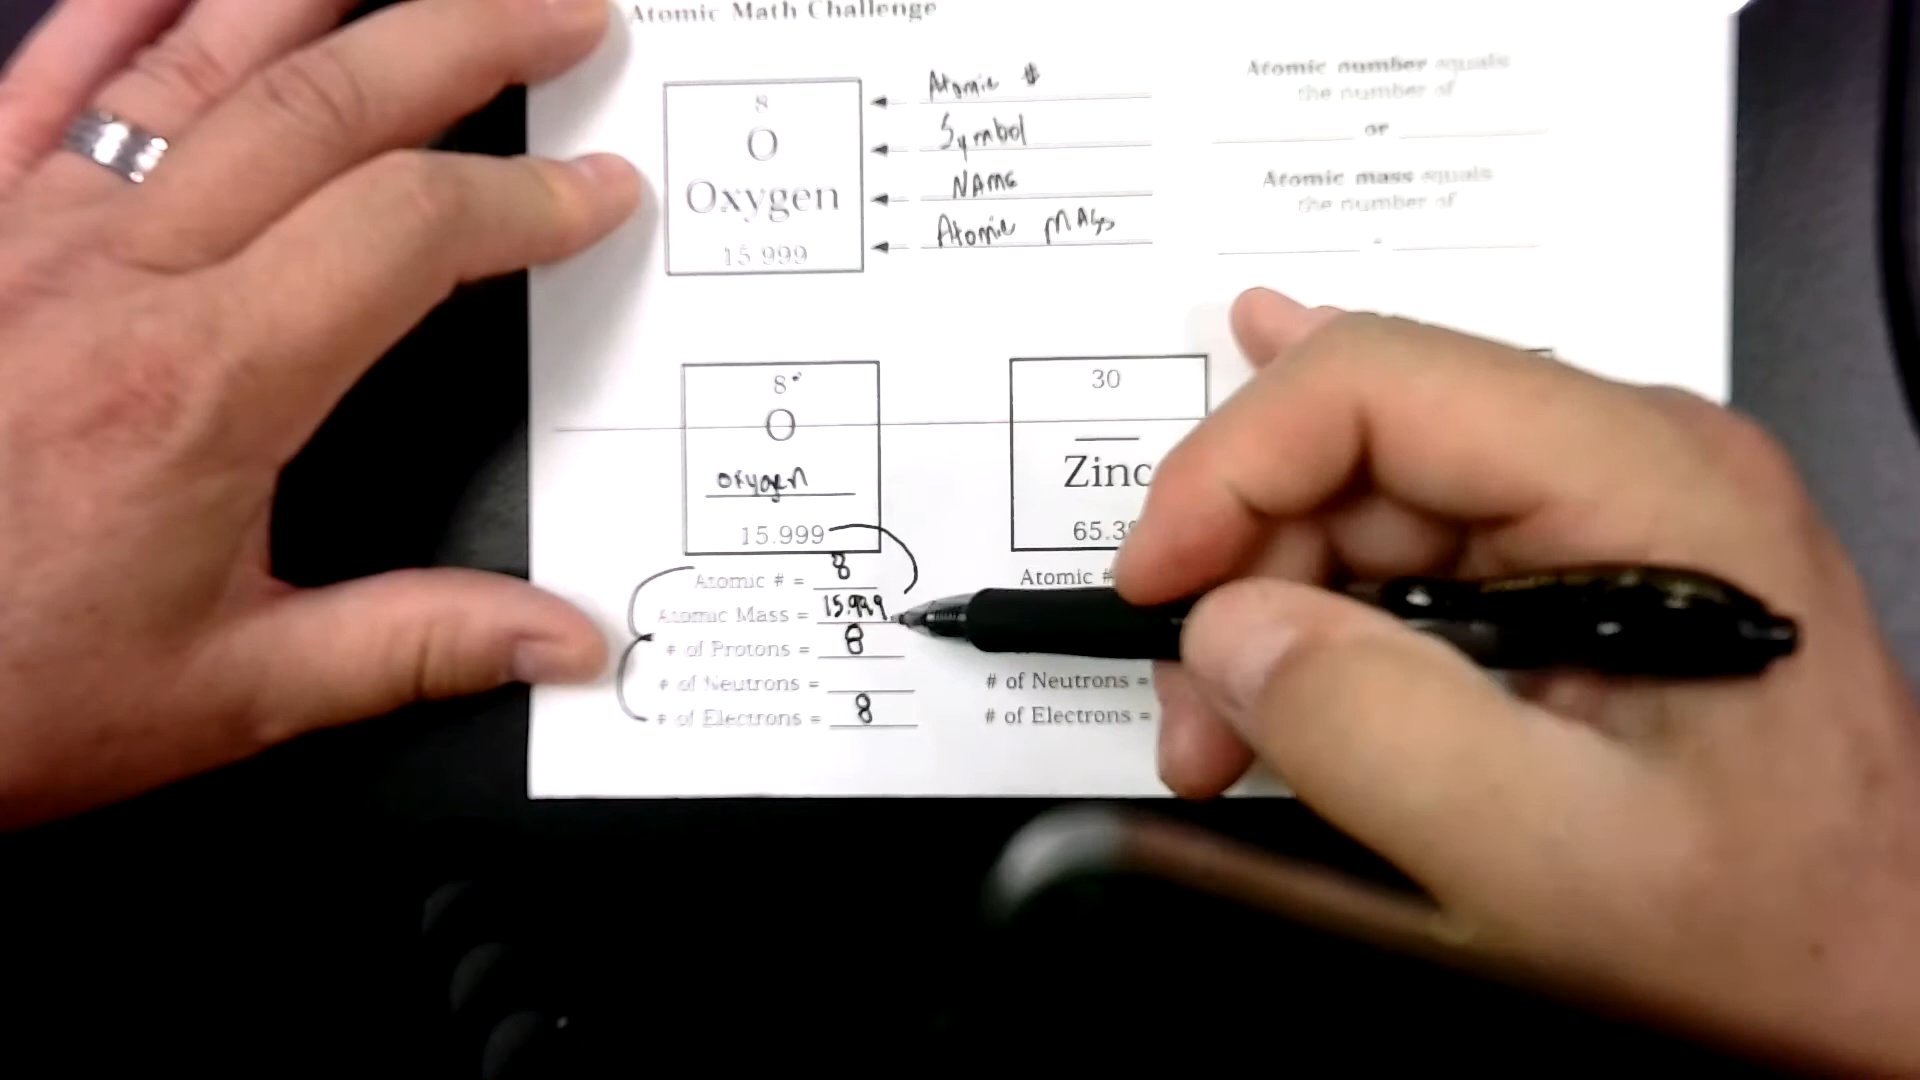 Atomic Math Challenge
8
O
Oxygen
15.999
Atomic #
Symbol
NAME
Atomic MASS
Atomic number equals
the number of
or
Atomic mass equals
the number of
-
8
O
oxygen
15.999
Atomic # = 8
Atomic Mass = 15.999
# of Protons = 8
# of Neutrons =
# of Electrons = 8
30
Zinc
65.3
Atomic #
# of Neutrons =
# of Electrons =